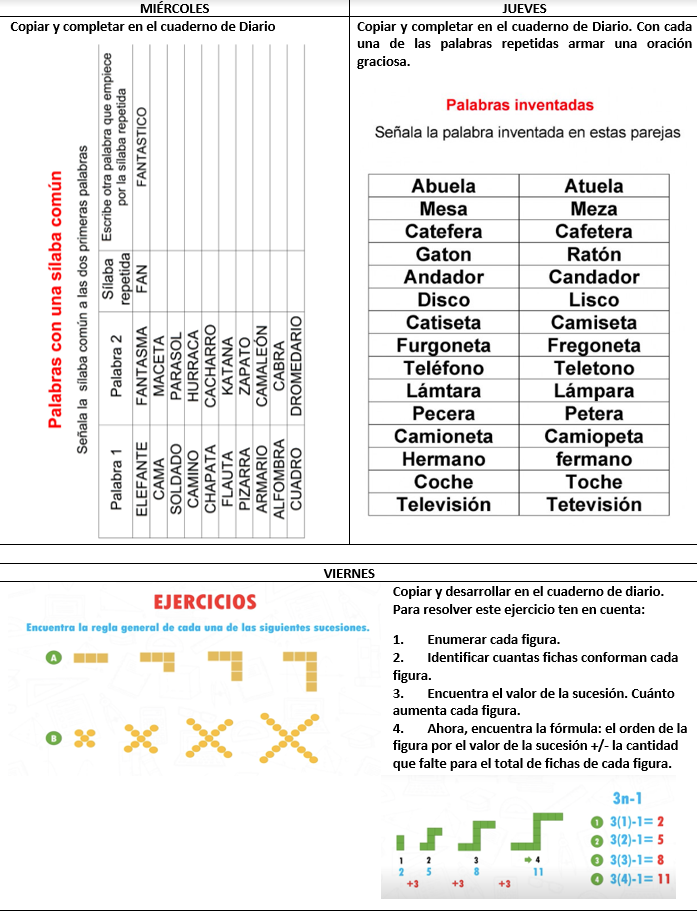 MIÉRCOLES
Copiar y completar en el cuaderno de Diario
Palabras con una sílaba común
Señala la sílaba común a las dos primeras palabras
Palabra 1 Palabra 2 Sílaba repetida Escribe otra palabra que empiece por la sílaba repetida
ELEFANTE FANTASMA FAN FANTASTICO
CAMA MACETA
SOLDADO PARASOL
CAMINO HURRACA
CHAPATA CACHARRO
FLAUTA KATANA
PIZARRA ZAPATO
ARMARIO CAMALEÓN
ALFOMBRA CABRA
CUADRO DROMEDARIO
JUEVES
Copiar y completar en el cuaderno de Diario. Con cada
una de las palabras repetidas armar una oración
graciosa.
Palabras inventadas
Señala la palabra inventada en estas parejas
Abuela Atuela
Mesa Meza
Catefera Cafetera
Gaton Ratón
Andador Candador
Disco Lisco
Catiseta Camiseta
Furgoneta Fregoneta
Teléfono Teletono
Lámtara Lámpara
Pecera Petera
Camioneta Camiopeta
Hermano fermano
Coche Toche
Televisión Tetevisión
VIERNES
EJERCICIOS
Encuentra la regla general de cada una de las siguientes sucesiones.
A
B
Copiar y desarrollar en el cuaderno de diario.
Para resolver este ejercicio ten en cuenta:
1. Enumerar cada figura.
2. Identificar cuantas fichas conforman cada
figura.
3. Encuentra el valor de la sucesión. Cuánto
aumenta cada figura.
4. Ahora, encuentra la fórmula: el orden de la
figura por el valor de la sucesión +/- la cantidad
que falte para el total de fichas de cada figura.
1 2 3 4
2 5 8 11
+3 +3 +3
3n-1
1 3(1)-1= 2
2 3(2)-1= 5
3 3(3)-1= 8
4 3(4)-1= 11